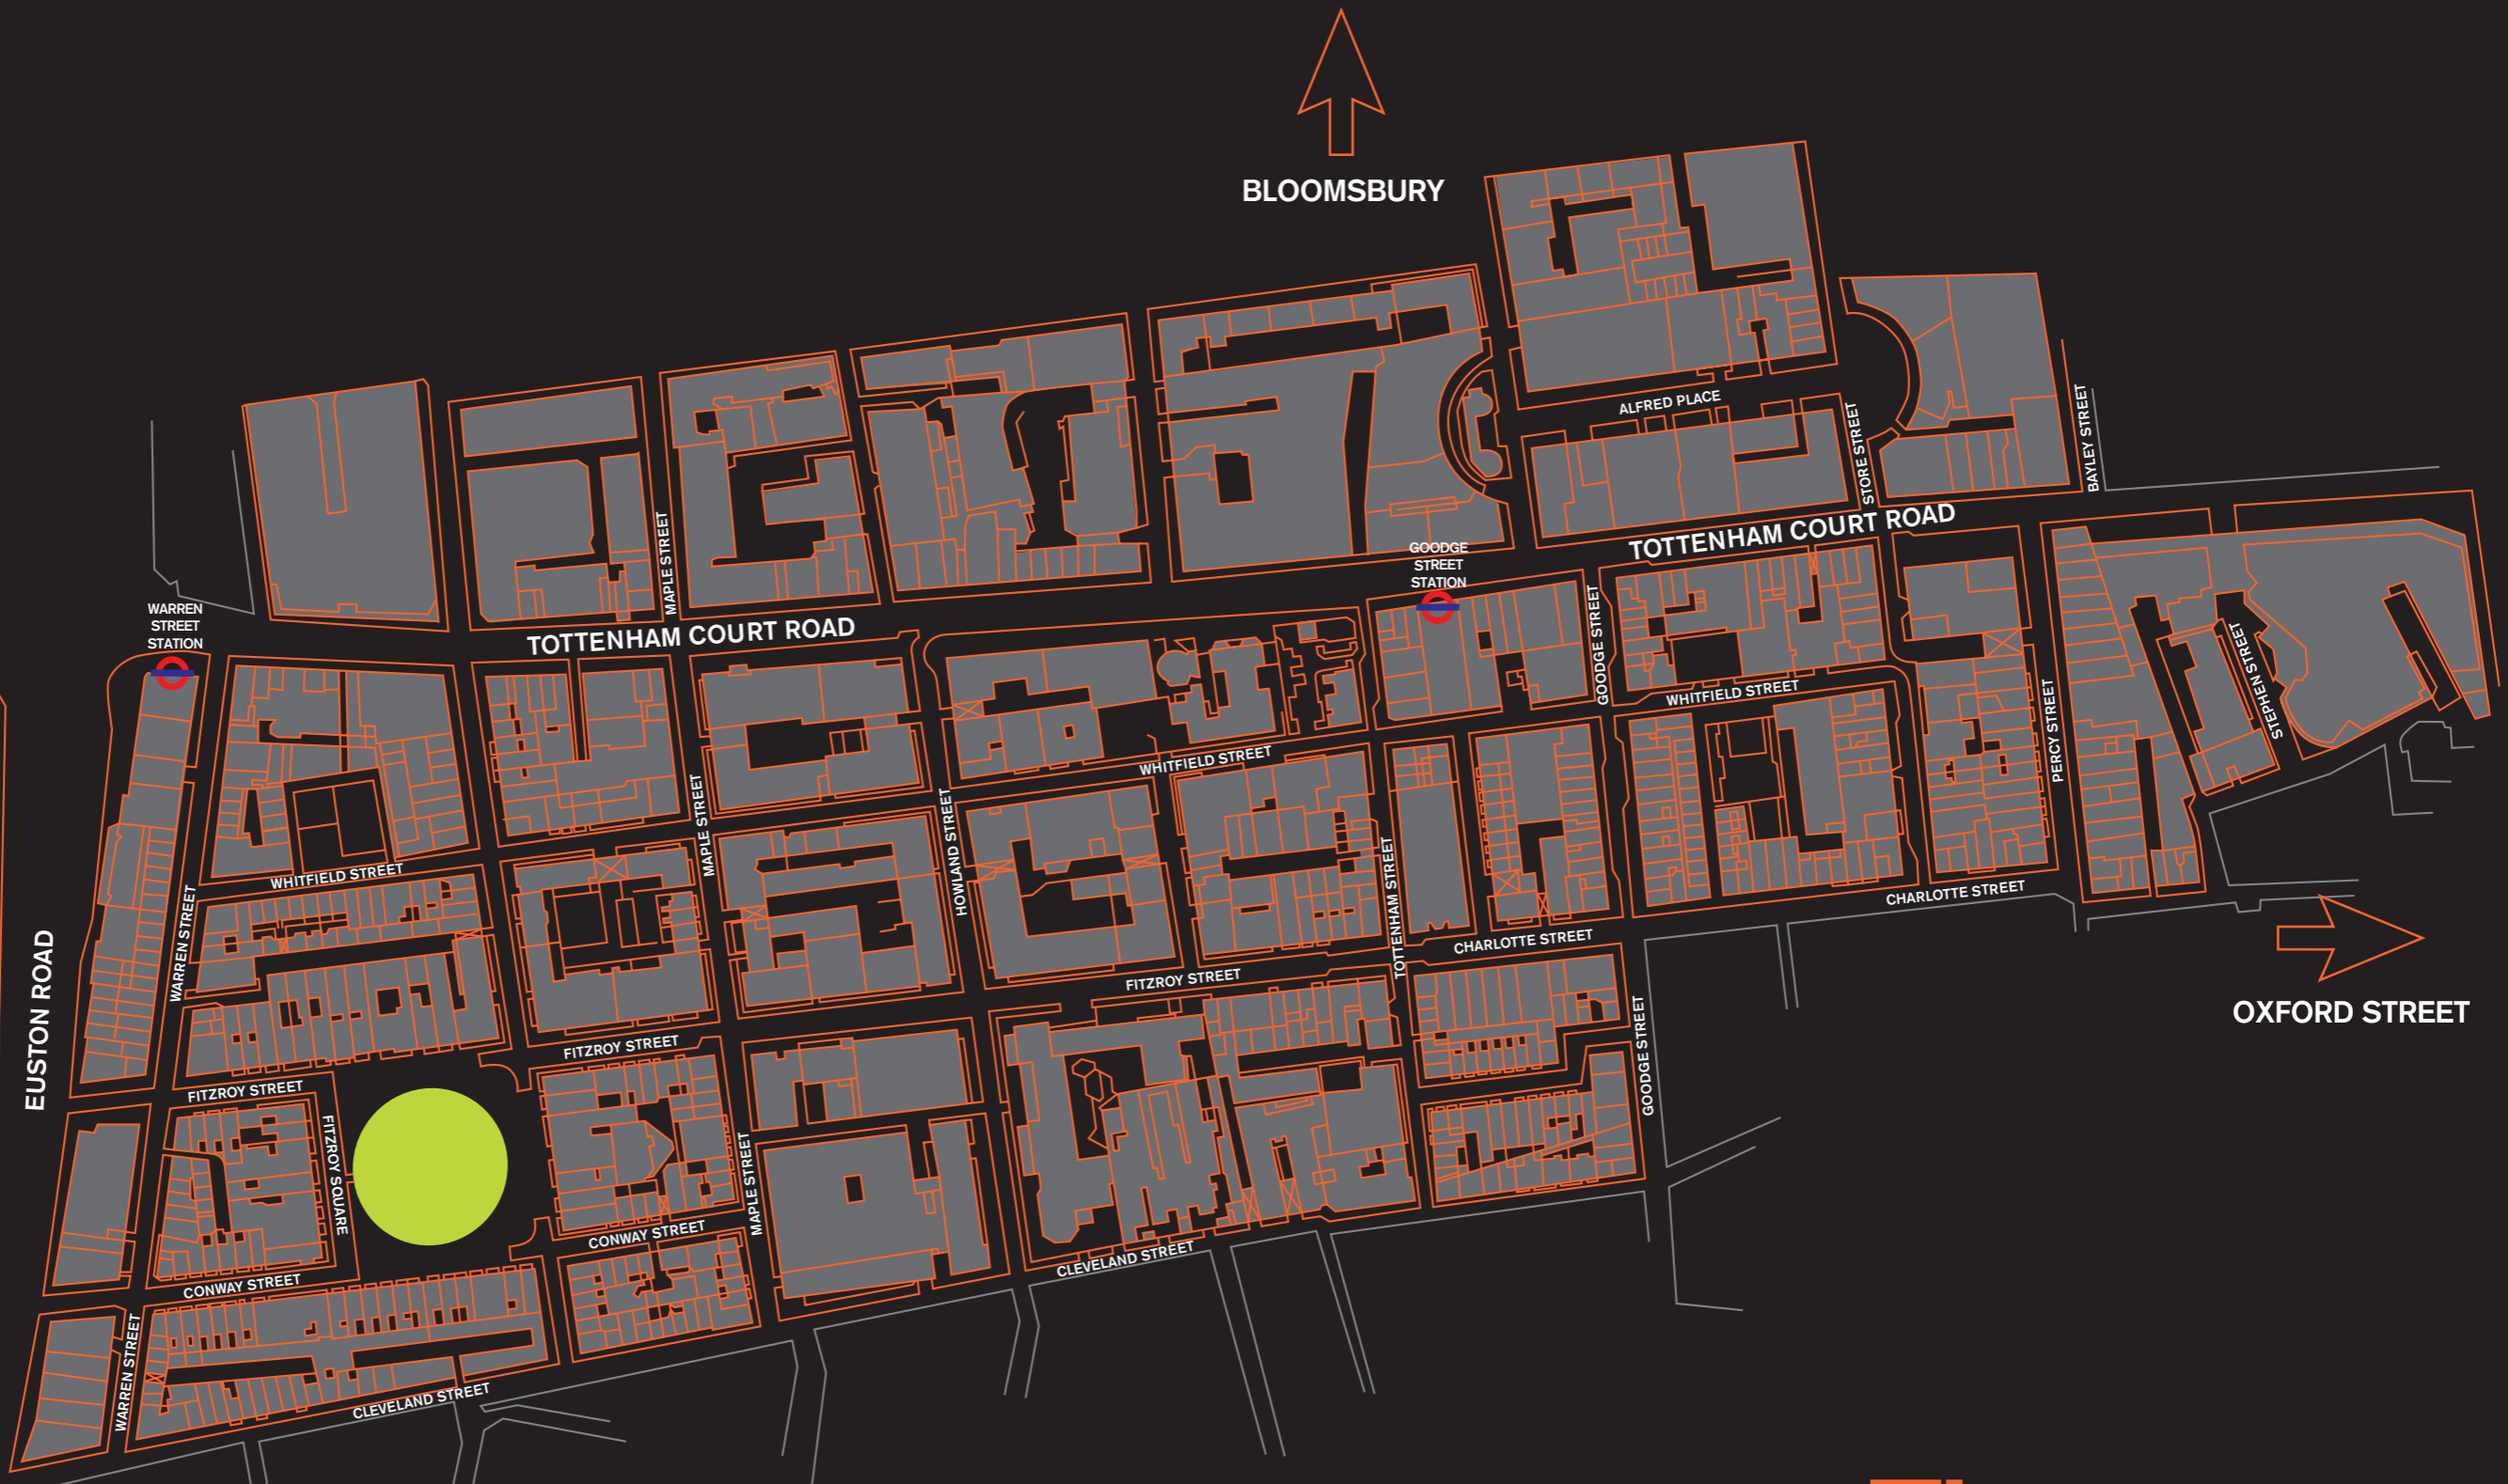 BLOOMSBURY
ALFRED PLACE
STORE STREET
BAYLEY STREET
TOTTENHAM COURT ROAD
GOODGE
STREET
STATION
MAPLE STREET
WARREN
STREET
STATION
TOTTENHAM COURT ROAD
GOODGE STREET
WHITFIELD STREET
PERCY STREET
STEPHEN STREET
WHITFIELD STREET
MAPLE STREET
HOWLAND STREET
TOTTENHAM STREET
WHITFIELD STREET
WARREN STREET
CHARLOTTE STREET
CHARLOTTE STREET
FITZROY STREET
EUSTON ROAD
OXFORD STREET
FITZROY STREET
GOODGE STREET
FITZROY STREET
FITZROY SQUARE
MAPLE STREET
CONWAY STREET
CLEVELAND STREET
CONWAY STREET
WARREN STREET
CLEVELAND STREET